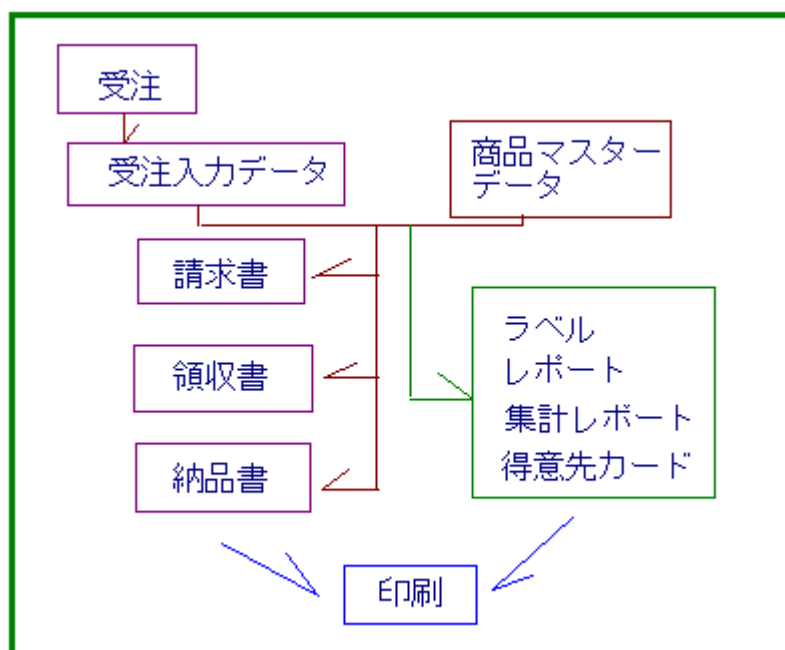 受注
受注入力データ
商品マスター
データ
請求書
領収書
納品書
ラベル
レポート
集計レポート
得意先カード
印刷